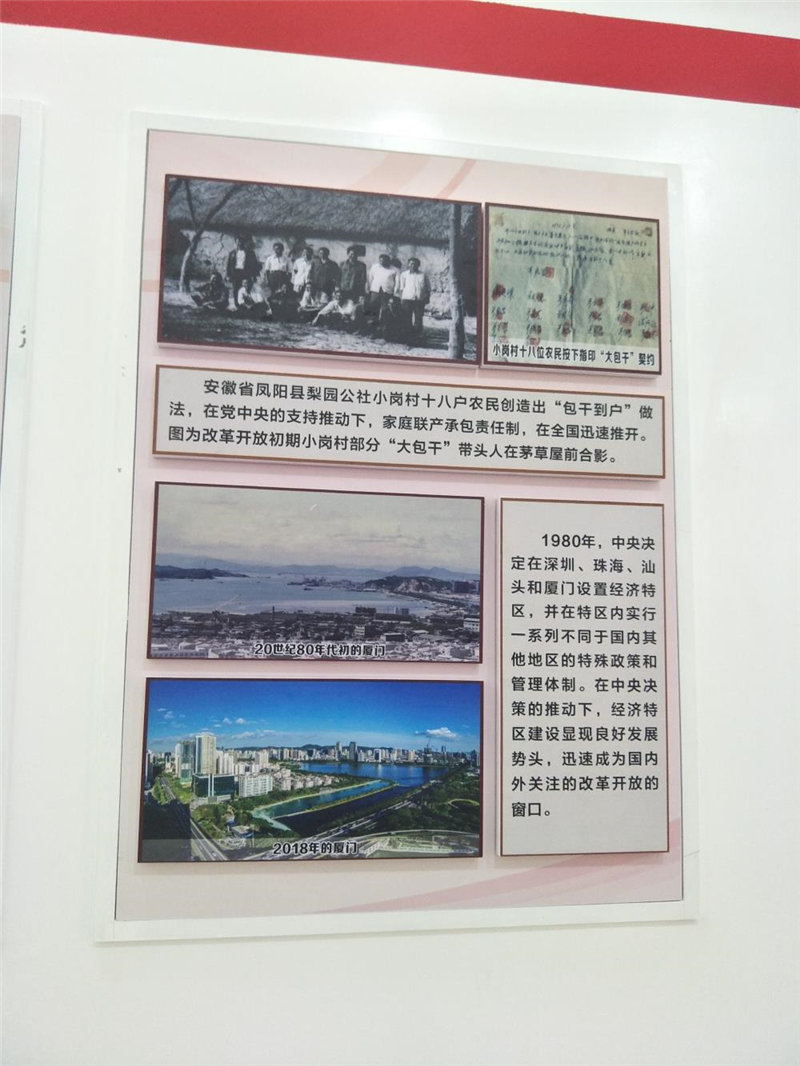 小岗村十八位农民按下指印“大包干”契约
安徽省凤阳县梨园公社小岗村十八户农民创造出“包干到户”做
法，在党中央的支持推动下，家庭联产承包责任制，在全国迅速推开。
图为改革开放初期小岗村部分“大包干”带头人在茅草屋前合影。
20世纪80年代初的厦门
2018年的厦门
1980年，中央决
定在深圳、珠海、汕
头和厦门设置经济特
区，并在特区内实行
一系列不同于国内其
他地区的特殊政策和
管理体制。在中央决
策的推动下，经济特
区建设显现良好发展
势头，迅速成为国内
外关注的改革开放的
窗口。